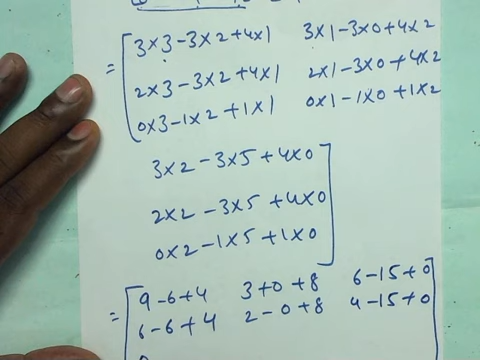 = [ 3×3-3×2+4×1 3×1-3×0+4×2
2×3-3×2+4×1 2×1-3×0+4×2
0×3-1×2+1×1 0×1-1×0+1×2
3×2-3×5+4×0 ]
2×2-3×5+4×0
0×2-1×5+1×0
= [ 9-6+4 3+0+8 6-15+0 ]
6-6+4 2-0+8 4-15+0